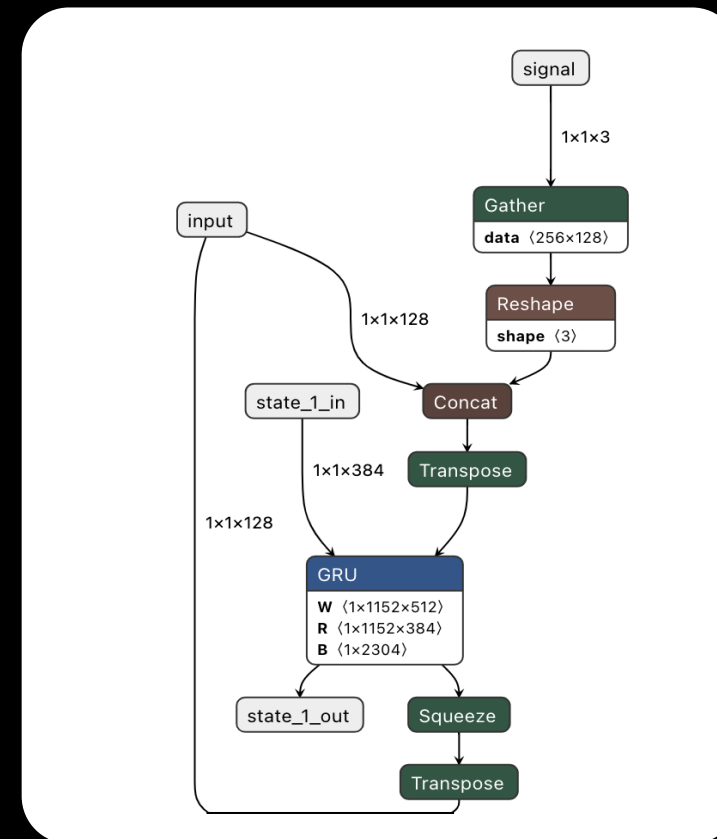 signal
1×1×3
Gather
data ⟨256×128⟩
input
Reshape
shape ⟨3⟩
1×1×128
state_1_in
Concat
1×1×384
Transpose
1×1×128
GRU
W ⟨1×1152×512⟩
R ⟨1×1152×384⟩
B ⟨1×2304⟩
state_1_out
Squeeze
Transpose